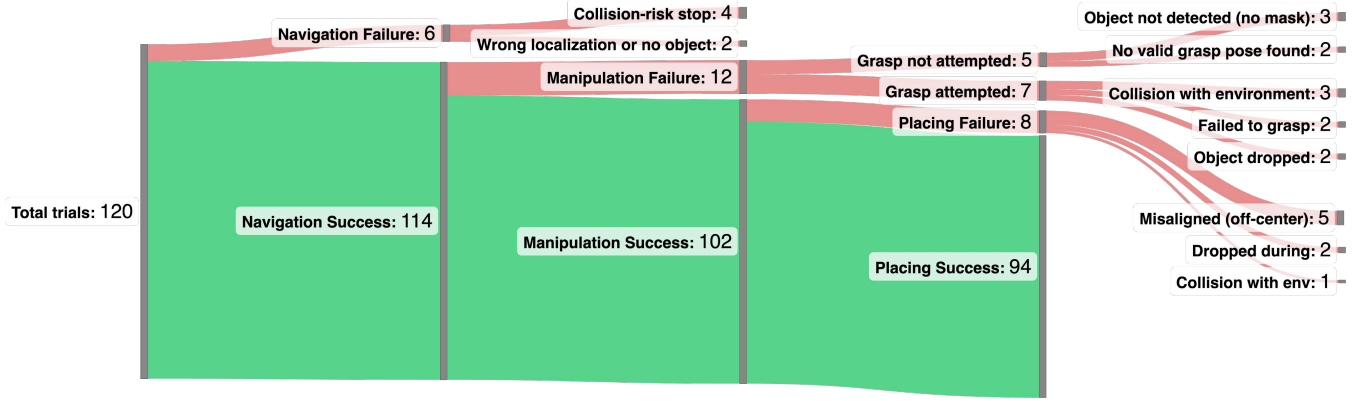 Collision-risk stop: 4
Object not detected (no mask): 3
Navigation Failure: 6
Wrong localization or no object: 2
No valid grasp pose found: 2
Grasp not attempted: 5
Manipulation Failure: 12
Grasp attempted: 7
Collision with environment: 3
Placing Failure: 8
Failed to grasp: 2
Object dropped: 2
Total trials: 120
Navigation Success: 114
Misaligned (off-center): 5
Manipulation Success: 102
Dropped during: 2
Placing Success: 94
Collision with env: 1